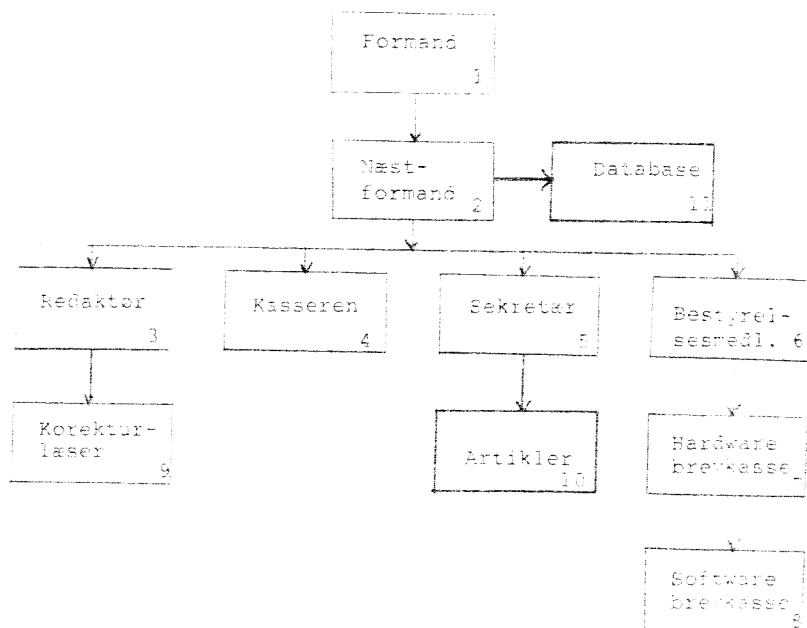 Formand
1
Næst-
formand
2
Database
11
Redaktør
3
Kasseren
4
Sekretær
5
Bestyrel-
sesmedl. 6
Korektur-
læser
9
Artikler
10
Hardware
brevkasse
Software
brevkasse
8